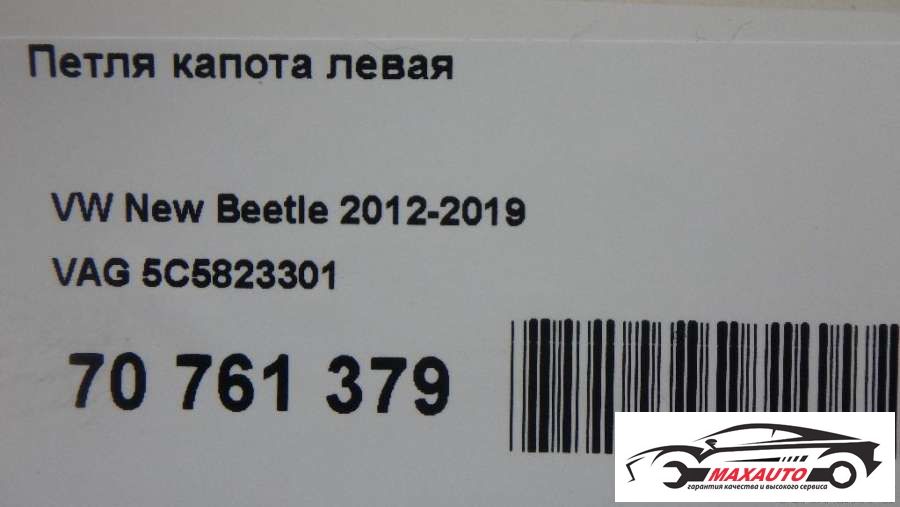 Петля капота левая
VW New Beetle 2012-2019
VAG 5C5823301
70 761 379
MAXAUTO
гарантия качества и высокого сервиса